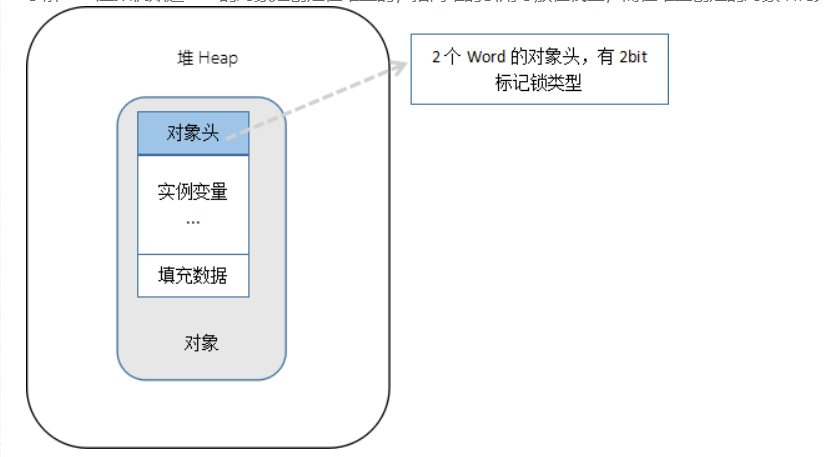 堆 Heap
2 个 Word 的对象头，有 2bit
标记锁类型
对象头
实例变量
...
填充数据
对象